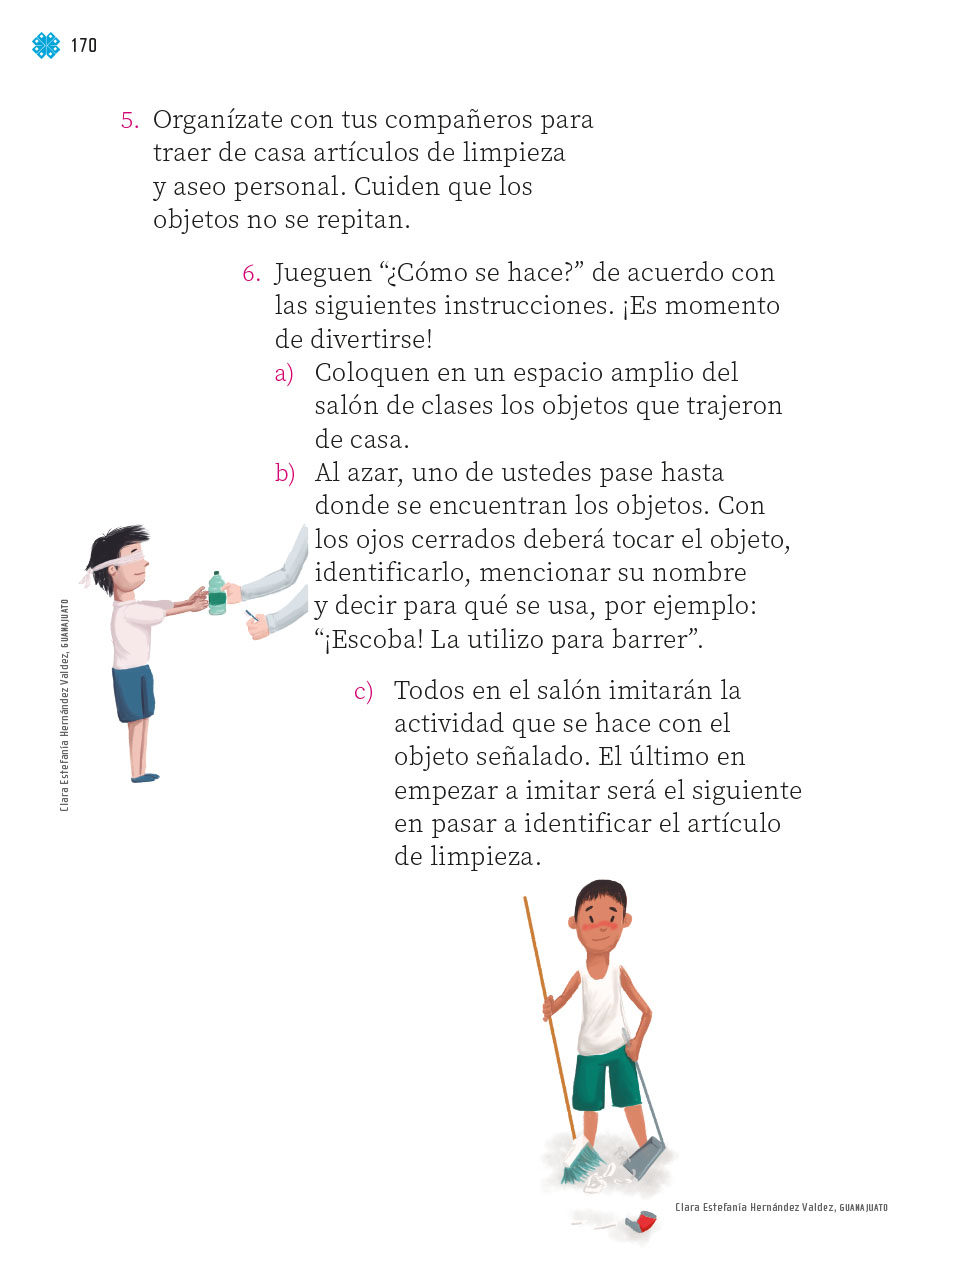 170
5. Organízate con tus compañeros para
traer de casa artículos de limpieza
y aseo personal. Cuiden que los
objetos no se repitan.
6. Jueguen “¿Cómo se hace?” de acuerdo con
las siguientes instrucciones. ¡Es momento
de divertirse!
a) Coloquen en un espacio amplio del
salón de clases los objetos que trajeron
de casa.
b) Al azar, uno de ustedes pase hasta
donde se encuentran los objetos. Con
los ojos cerrados deberá tocar el objeto,
identificarlo, mencionar su nombre
y decir para qué se usa, por ejemplo:
“¡Escoba! La utilizo para barrer”.
c) Todos en el salón imitarán la
actividad que se hace con el
objeto señalado. El último en
empezar a imitar será el siguiente
en pasar a identificar el artículo
de limpieza.
Clara Estefanía Hernández Valdez, GUANAJUATO
Clara Estefanía Hernández Valdez, GUANAJUATO